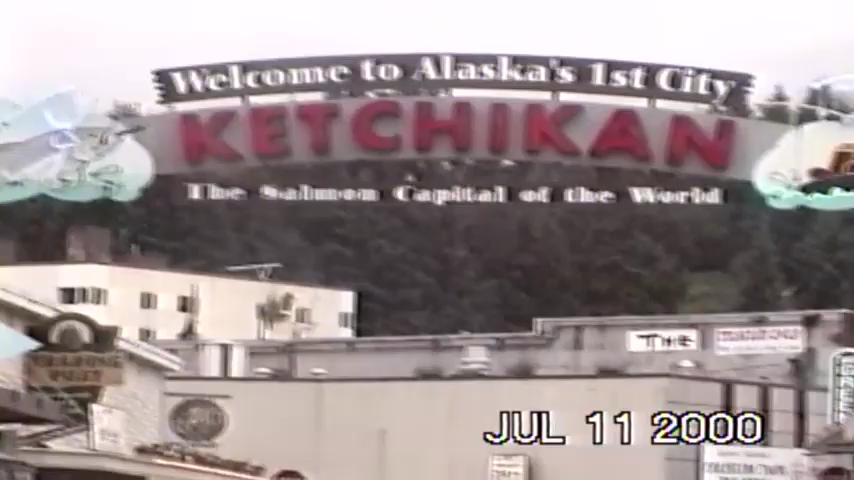 Welcome to Alaska's 1st City
KETCHIKAN
The Salmon Capital of the World
THE
JUL 11 2000